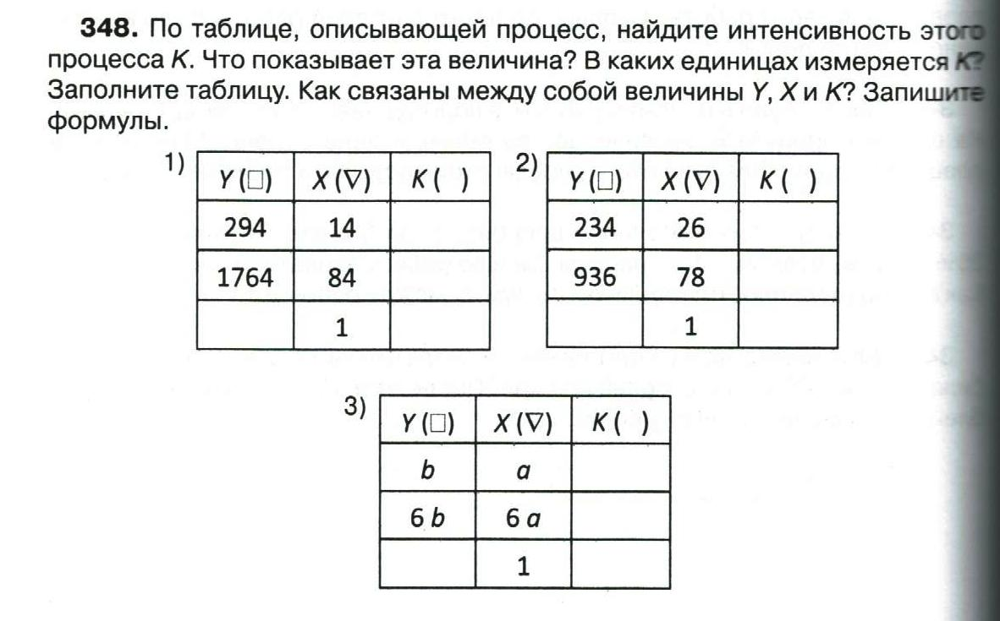 348. По таблице, описывающей процесс, найдите интенсивность этого
процесса K. Что показывает эта величина? В каких единицах измеряется K?
Заполните таблицу. Как связаны между собой величины Y, X и K? Запишите
формулы.
1) Y (□) X (▽) K ( )
294 14
1764 84
1
2) Y (□) X (▽) K ( )
234 26
936 78
1
3) Y (□) X (▽) K ( )
b a
6 b 6 a
1